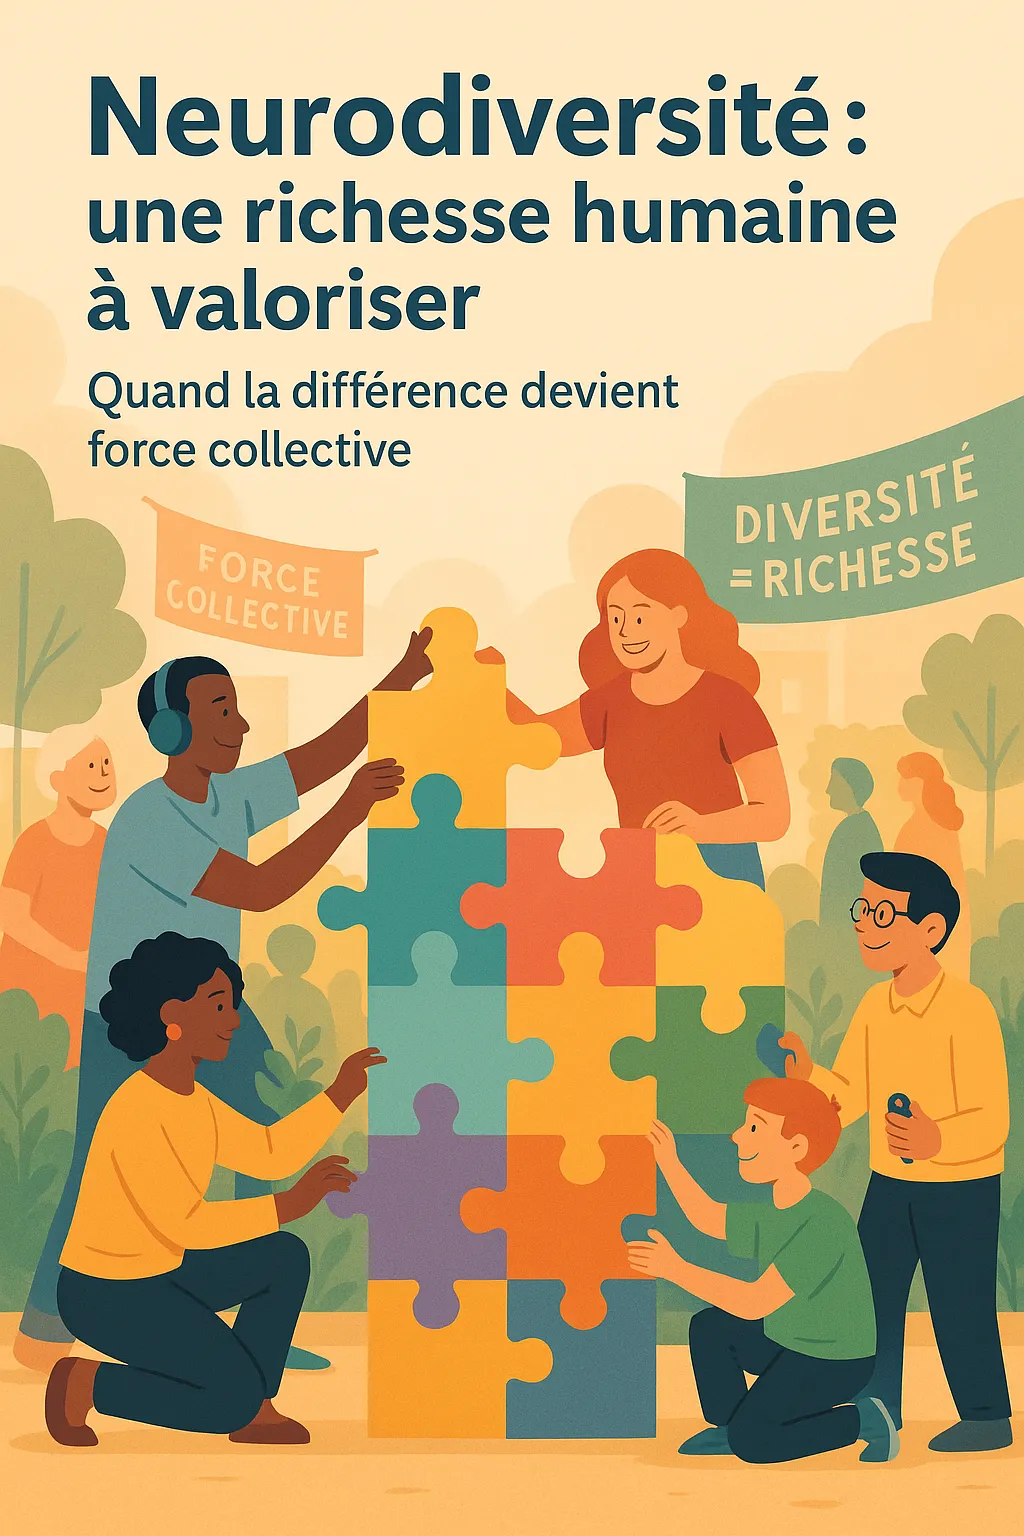 Neurodiversité :
une richesse humaine
à valoriser
Quand la différence devient
force collective
FORCE
COLLECTIVE
DIVERSITÉ
= RICHESSE